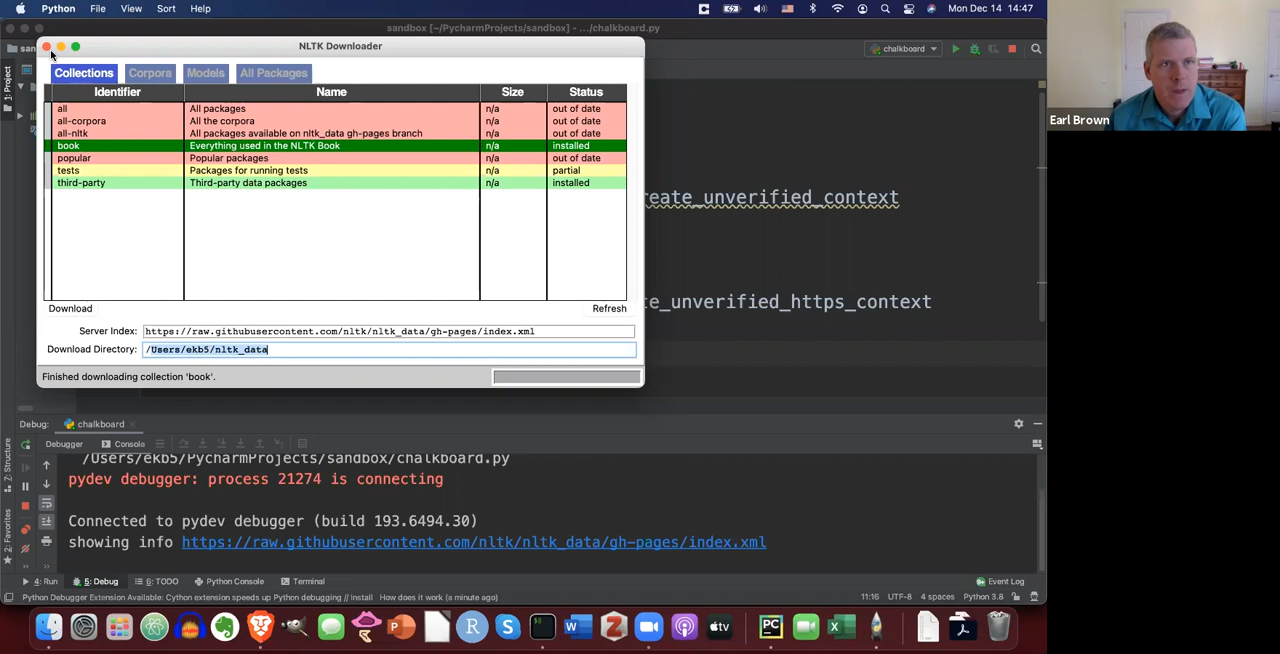 Python File View Sort Help Mon Dec 14 14:47
sandbox [~/PycharmProjects/sandbox] - .../chalkboard.py
NLTK Downloader
san
chalkboard
Collections Corpora Models All Packages
Identifier Name Size Status
all All packages n/a out of date
all-corpora All the corpora n/a out of date
all-nltk All packages available on nltk_data gh-pages branch n/a out of date
book Everything used in the NLTK Book n/a installed
popular Popular packages n/a out of date
tests Packages for running tests n/a partial
third-party Third-party data packages n/a installed
Download Refresh
Server Index: https://raw.githubusercontent.com/nltk/nltk_data/gh-pages/index.xml
Download Directory: /Users/ekb5/nltk_data
Finished downloading collection 'book'.
1: Project
reate_unverified_context
te_unverified_https_context
Earl Brown
Debug: chalkboard
Debugger Console
/Users/ekb5/PycharmProjects/sandbox/chalkboard.py
pydev debugger: process 21274 is connecting
Connected to pydev debugger (build 193.6494.30)
showing info https://raw.githubusercontent.com/nltk/nltk_data/gh-pages/index.xml
7: Structure
2: Favorites
4: Run 5: Debug 6: TODO Python Console Terminal Event Log
Python Debugger Extension Available: Cython extension speeds up Python debugging // Install How does it work (a minute ago) 11:16 UTF-8 4 spaces Python 3.8
R S W Z PC tv X